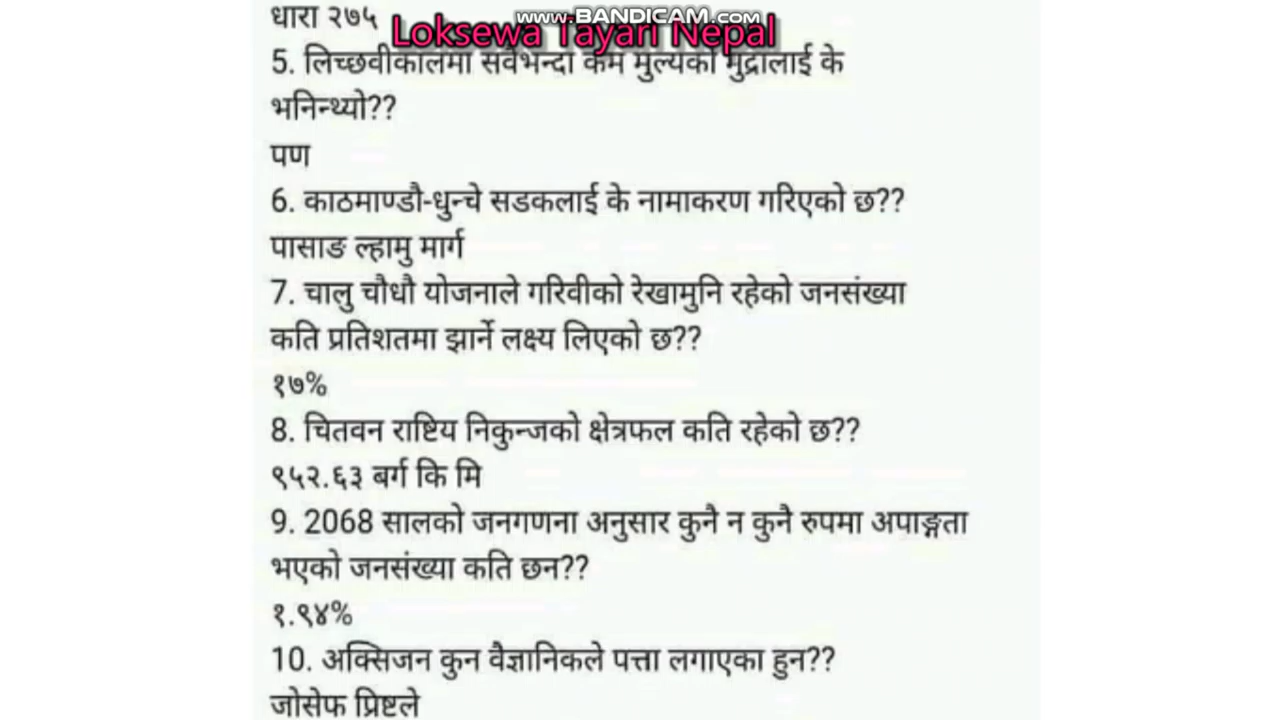 www.BANDICAM.com
धारा २७५
Loksewa Tayari Nepal
5. लिच्छवीकालमा सवैभन्दा कम मुल्यको मुद्रालाई के
भनिन्थ्यो??
पण
6. काठमाण्डौ-धुन्चे सडकलाई के नामाकरण गरिएको छ??
पासाङ ल्हामु मार्ग
7. चालु चौधौ योजनाले गरिवीको रेखामुनि रहेको जनसंख्या
कति प्रतिशतमा झार्ने लक्ष्य लिएको छ??
१७%
8. चितवन राष्टिय निकुन्जको क्षेत्रफल कति रहेको छ??
९५२.६३ बर्ग कि मि
9. 2068 सालको जनगणना अनुसार कुनै न कुनै रुपमा अपाङ्गता
भएको जनसंख्या कति छन??
१.९४%
10. अक्सिजन कुन वैज्ञानिकले पत्ता लगाएका हुन??
जोसेफ प्रिष्टले